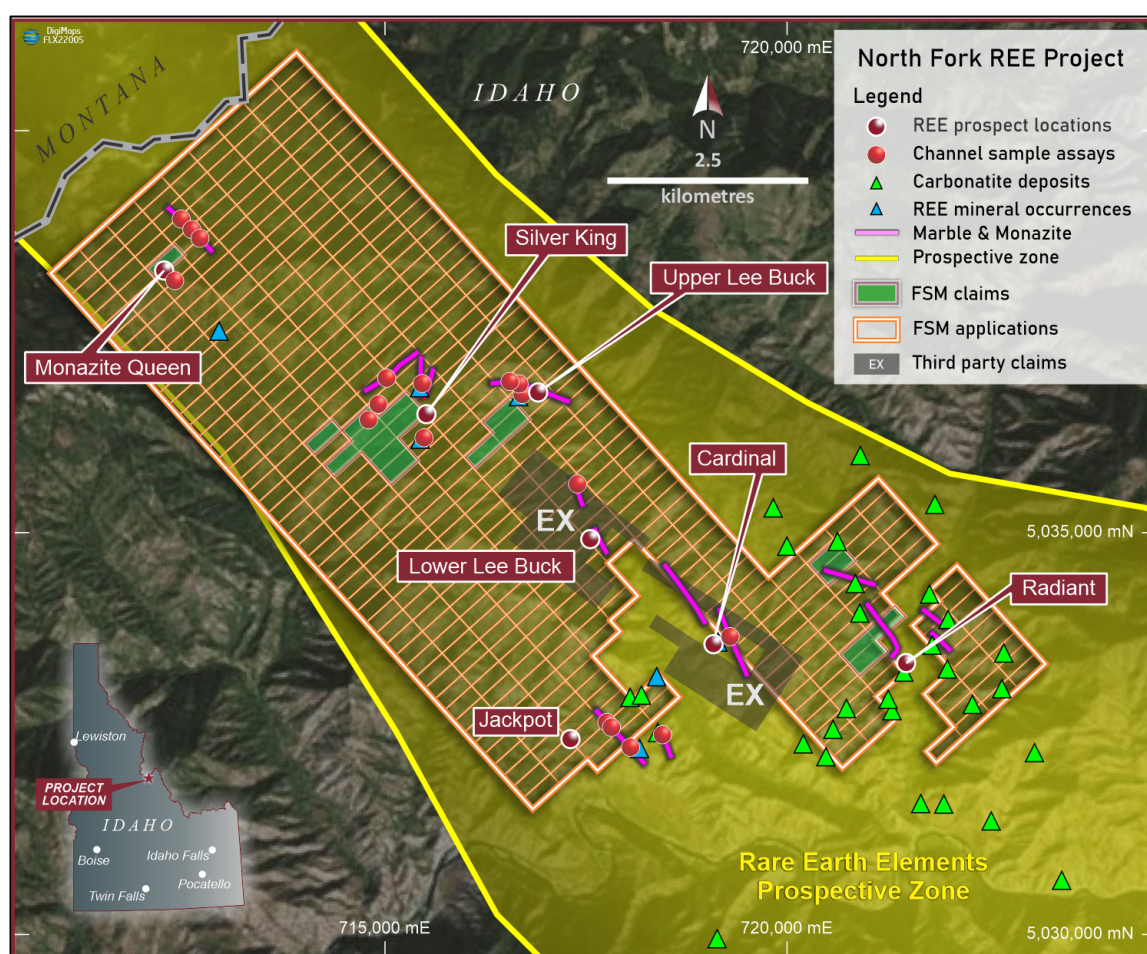 DigiMaps
FLX22005
MONTANA
IDAHO
720,000 mE
N
2.5
kilometres
North Fork REE Project
Legend
REE prospect locations
Channel sample assays
Carbonatite deposits
REE mineral occurrences
Marble & Monazite
Prospective zone
FSM claims
FSM applications
EX
Third party claims
Silver King
Upper Lee Buck
Monazite Queen
Cardinal
EX
5,035,000 mN
Lower Lee Buck
Radiant
EX
Jackpot
Lewiston
PROJECT
LOCATION
IDAHO
Boise
Idaho Falls
Twin Falls
Pocatello
Rare Earth Elements
Prospective Zone
715,000 mE
720,000 mE
5,030,000 mN